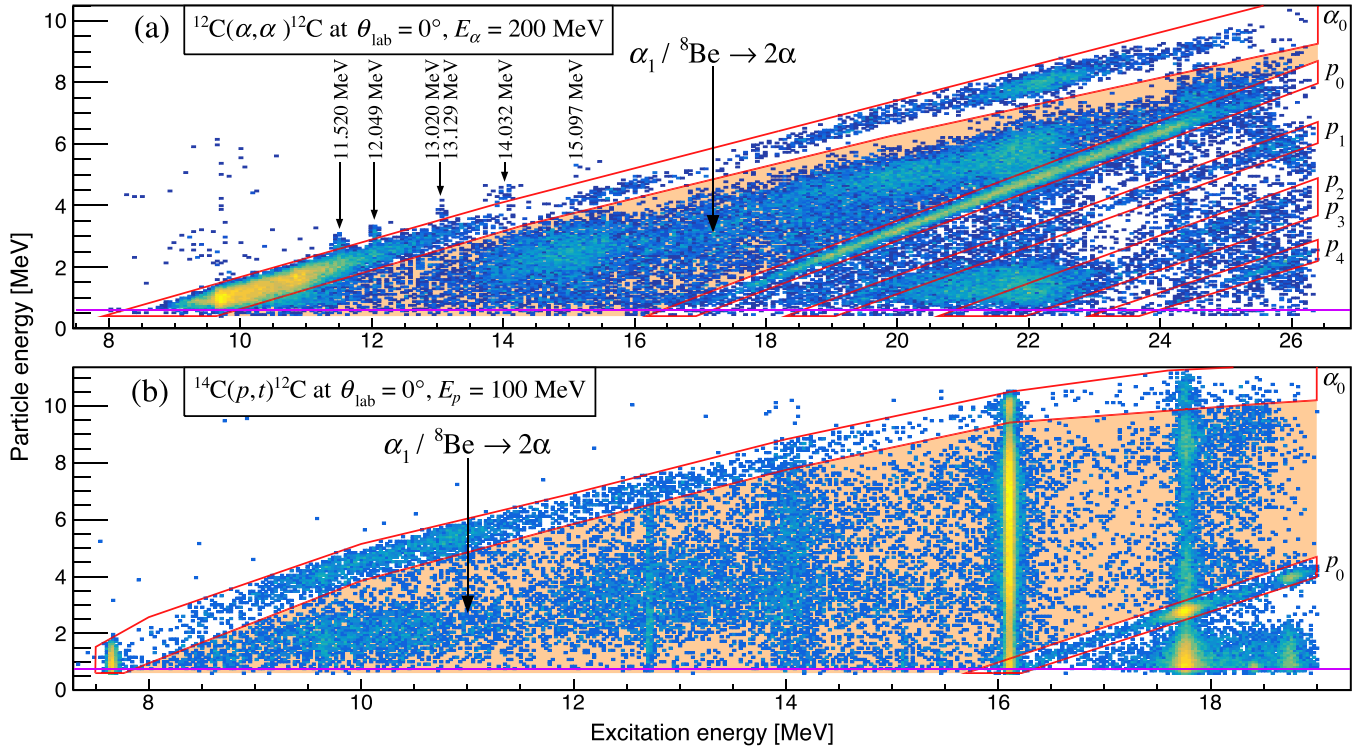 (a)
¹²C(α,α′)¹²C at θlab = 0°, Eα = 200 MeV
α₁ / ⁸Be → 2α
11.520 MeV
12.049 MeV
13.020 MeV
13.129 MeV
14.032 MeV
15.097 MeV
α₀
p₀
p₁
p₂
p₃
p₄
10
8
6
4
2
0
8 10 12 14 16 18 20 22 24 26
Particle energy [MeV]
(b)
¹⁴C(p,t)¹²C at θlab = 0°, Eₚ = 100 MeV
α₁ / ⁸Be → 2α
α₀
p₀
10
8
6
4
2
0
8 10 12 14 16 18
Excitation energy [MeV]